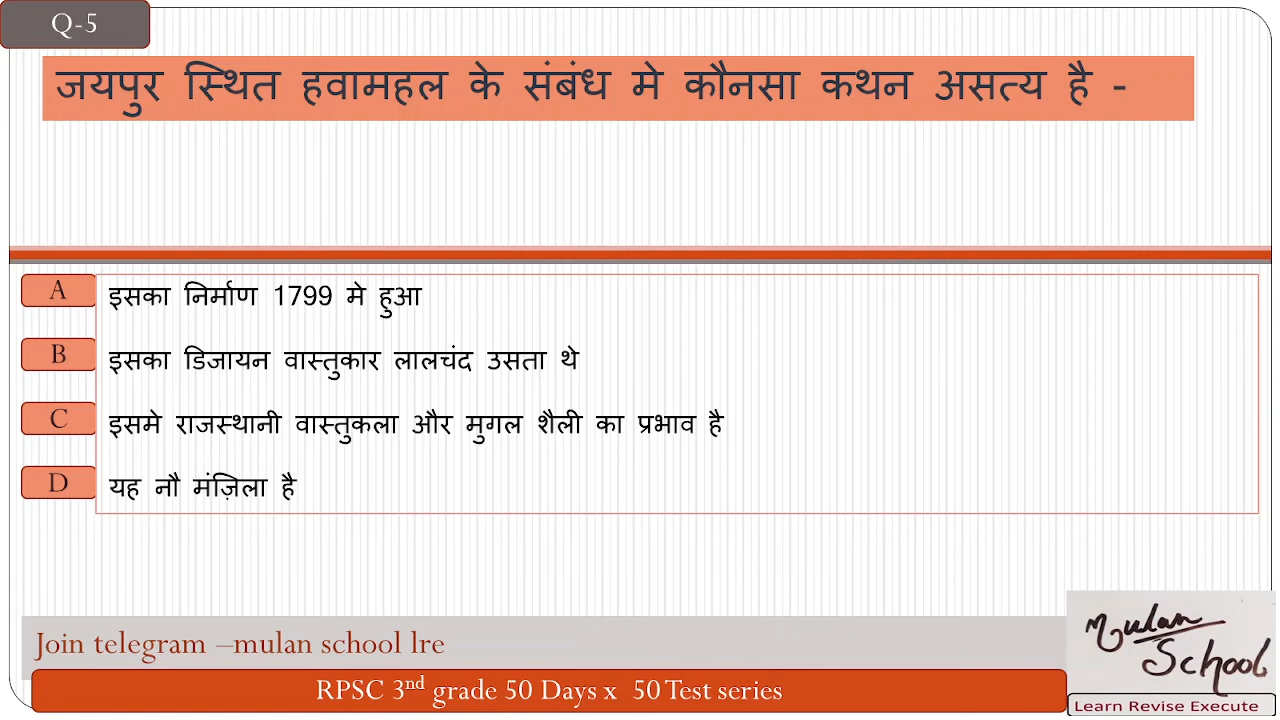 Q-5
जयपुर स्थित हवामहल के संबंध मे कौनसा कथन असत्य है -
A इसका निर्माण 1799 मे हुआ
B इसका डिजायन वास्तुकार लालचंद उसता थे
C इसमे राजस्थानी वास्तुकला और मुगल शैली का प्रभाव है
D यह नौ मंज़िला है
Join telegram –mulan school lre
RPSC 3nd grade 50 Days x 50 Test series
Mulan
School
Learn Revise Execute